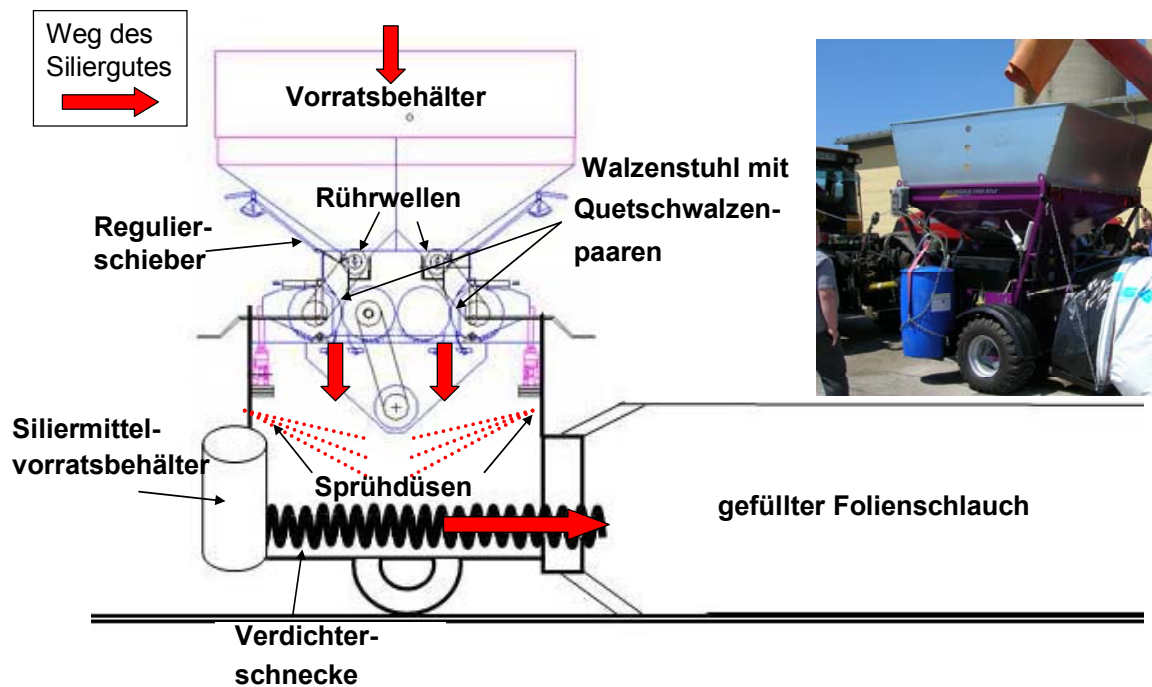 Weg des
Siliergutes
Vorratsbehälter
Walzenstuhl mit
Quetschwalzen-
paaren
Rührwellen
Regulier-
schieber
Siliermittel-
vorratsbehälter
Sprühdüsen
gefüllter Folienschlauch
Verdichter-
schnecke